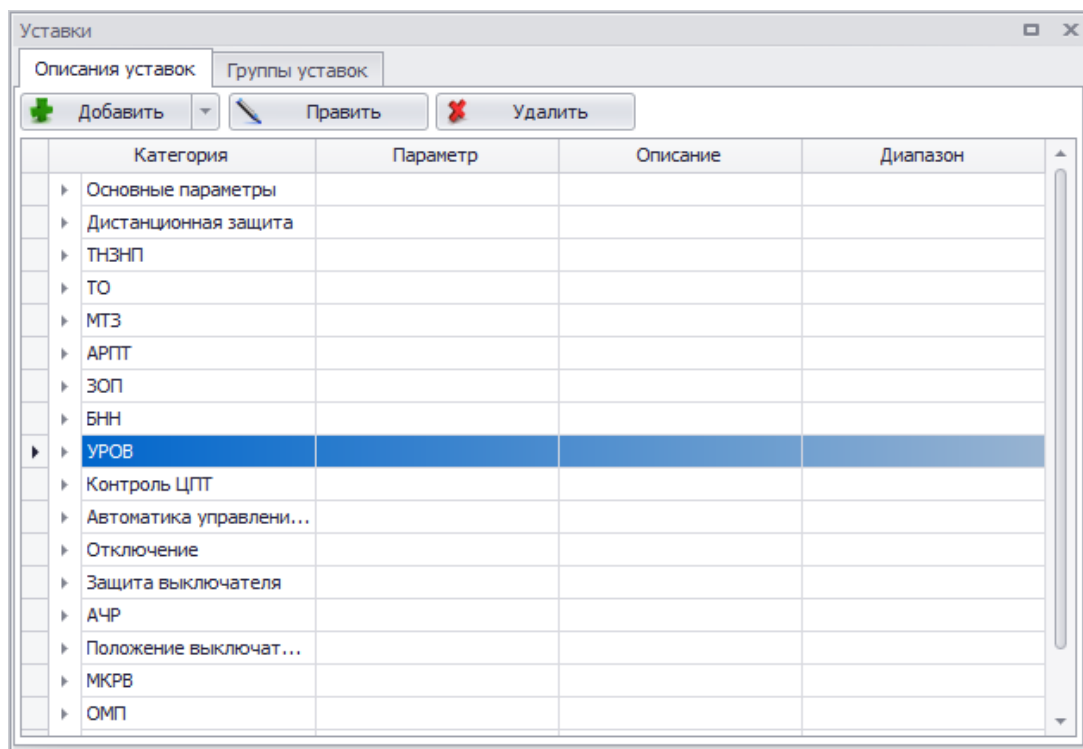 Уставки
Описания уставок Группы уставок
Добавить Править Удалить
Категория Параметр Описание Диапазон
Основные параметры
Дистанционная защита
ТНЗНП
ТО
МТЗ
АРПТ
ЗОП
БНН
УРОВ
Контроль ЦПТ
Автоматика управлени...
Отключение
Защита выключателя
АЧР
Положение выключат...
МКРВ
ОМП